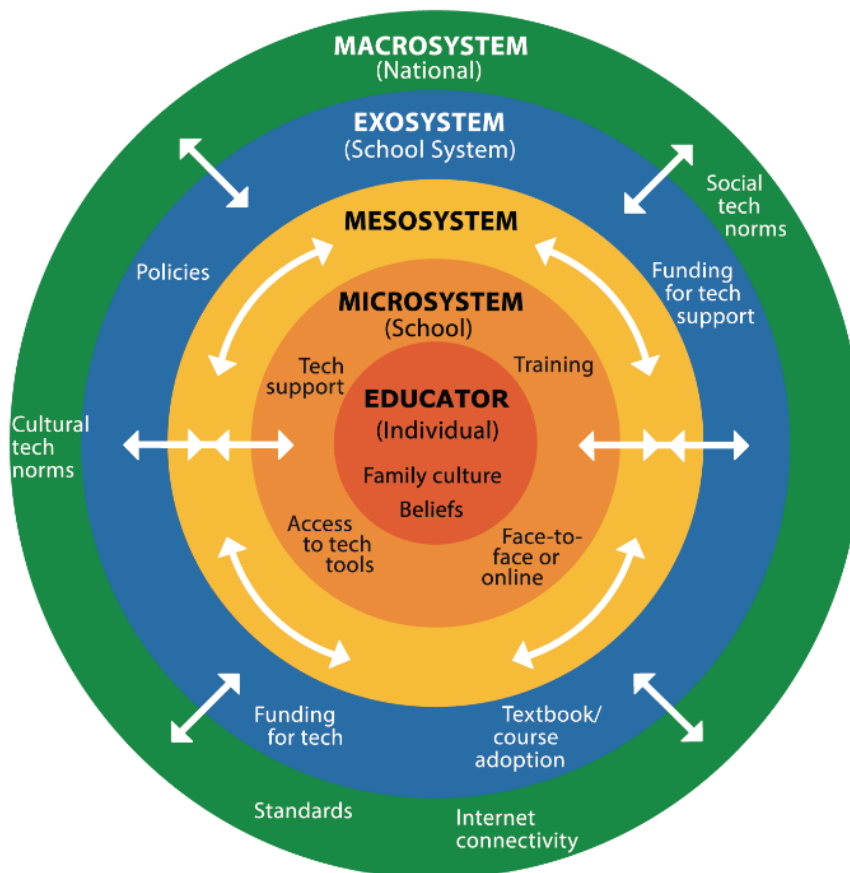 MACROSYSTEM
(National)
EXOSYSTEM
(School System)
Social
tech
norms
MESOSYSTEM
Policies
Funding
for tech
support
MICROSYSTEM
(School)
Tech
support
Training
EDUCATOR
(Individual)
Cultural
tech
norms
Family culture
Beliefs
Access
to tech
tools
Face-to-
face or
online
Funding
for tech
Textbook/
course
adoption
Standards
Internet
connectivity